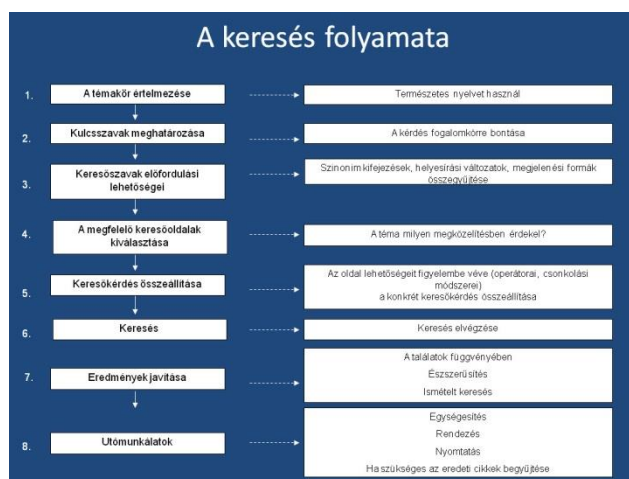 A keresés folyamata
1. A témakör értelmezése
Természetes nyelvet használ
2. Kulcsszavak meghatározása
A kérdés fogalomkörre bontása
3. Keresőszavak előfordulási
lehetőségei
Szinonim kifejezések, helyesírási változatok, megjelenési formák
összegyűjtése
4. A megfelelő keresőoldalak
kiválasztása
A téma milyen megközelítésben érdekel?
5. Keresőkérdés összeállítása
Az oldal lehetőségeit figyelembe véve (operátorai, csonkolási
módszerei)
a konkrét keresőkérdés összeállítása
6. Keresés
Keresés elvégzése
7. Eredmények javítása
A találatok függvényében
Észszerűsítés
Ismételt keresés
8. Utómunkálatok
Egységesítés
Rendezés
Nyomtatás
Ha szükséges az eredeti cikkek begyűjtése